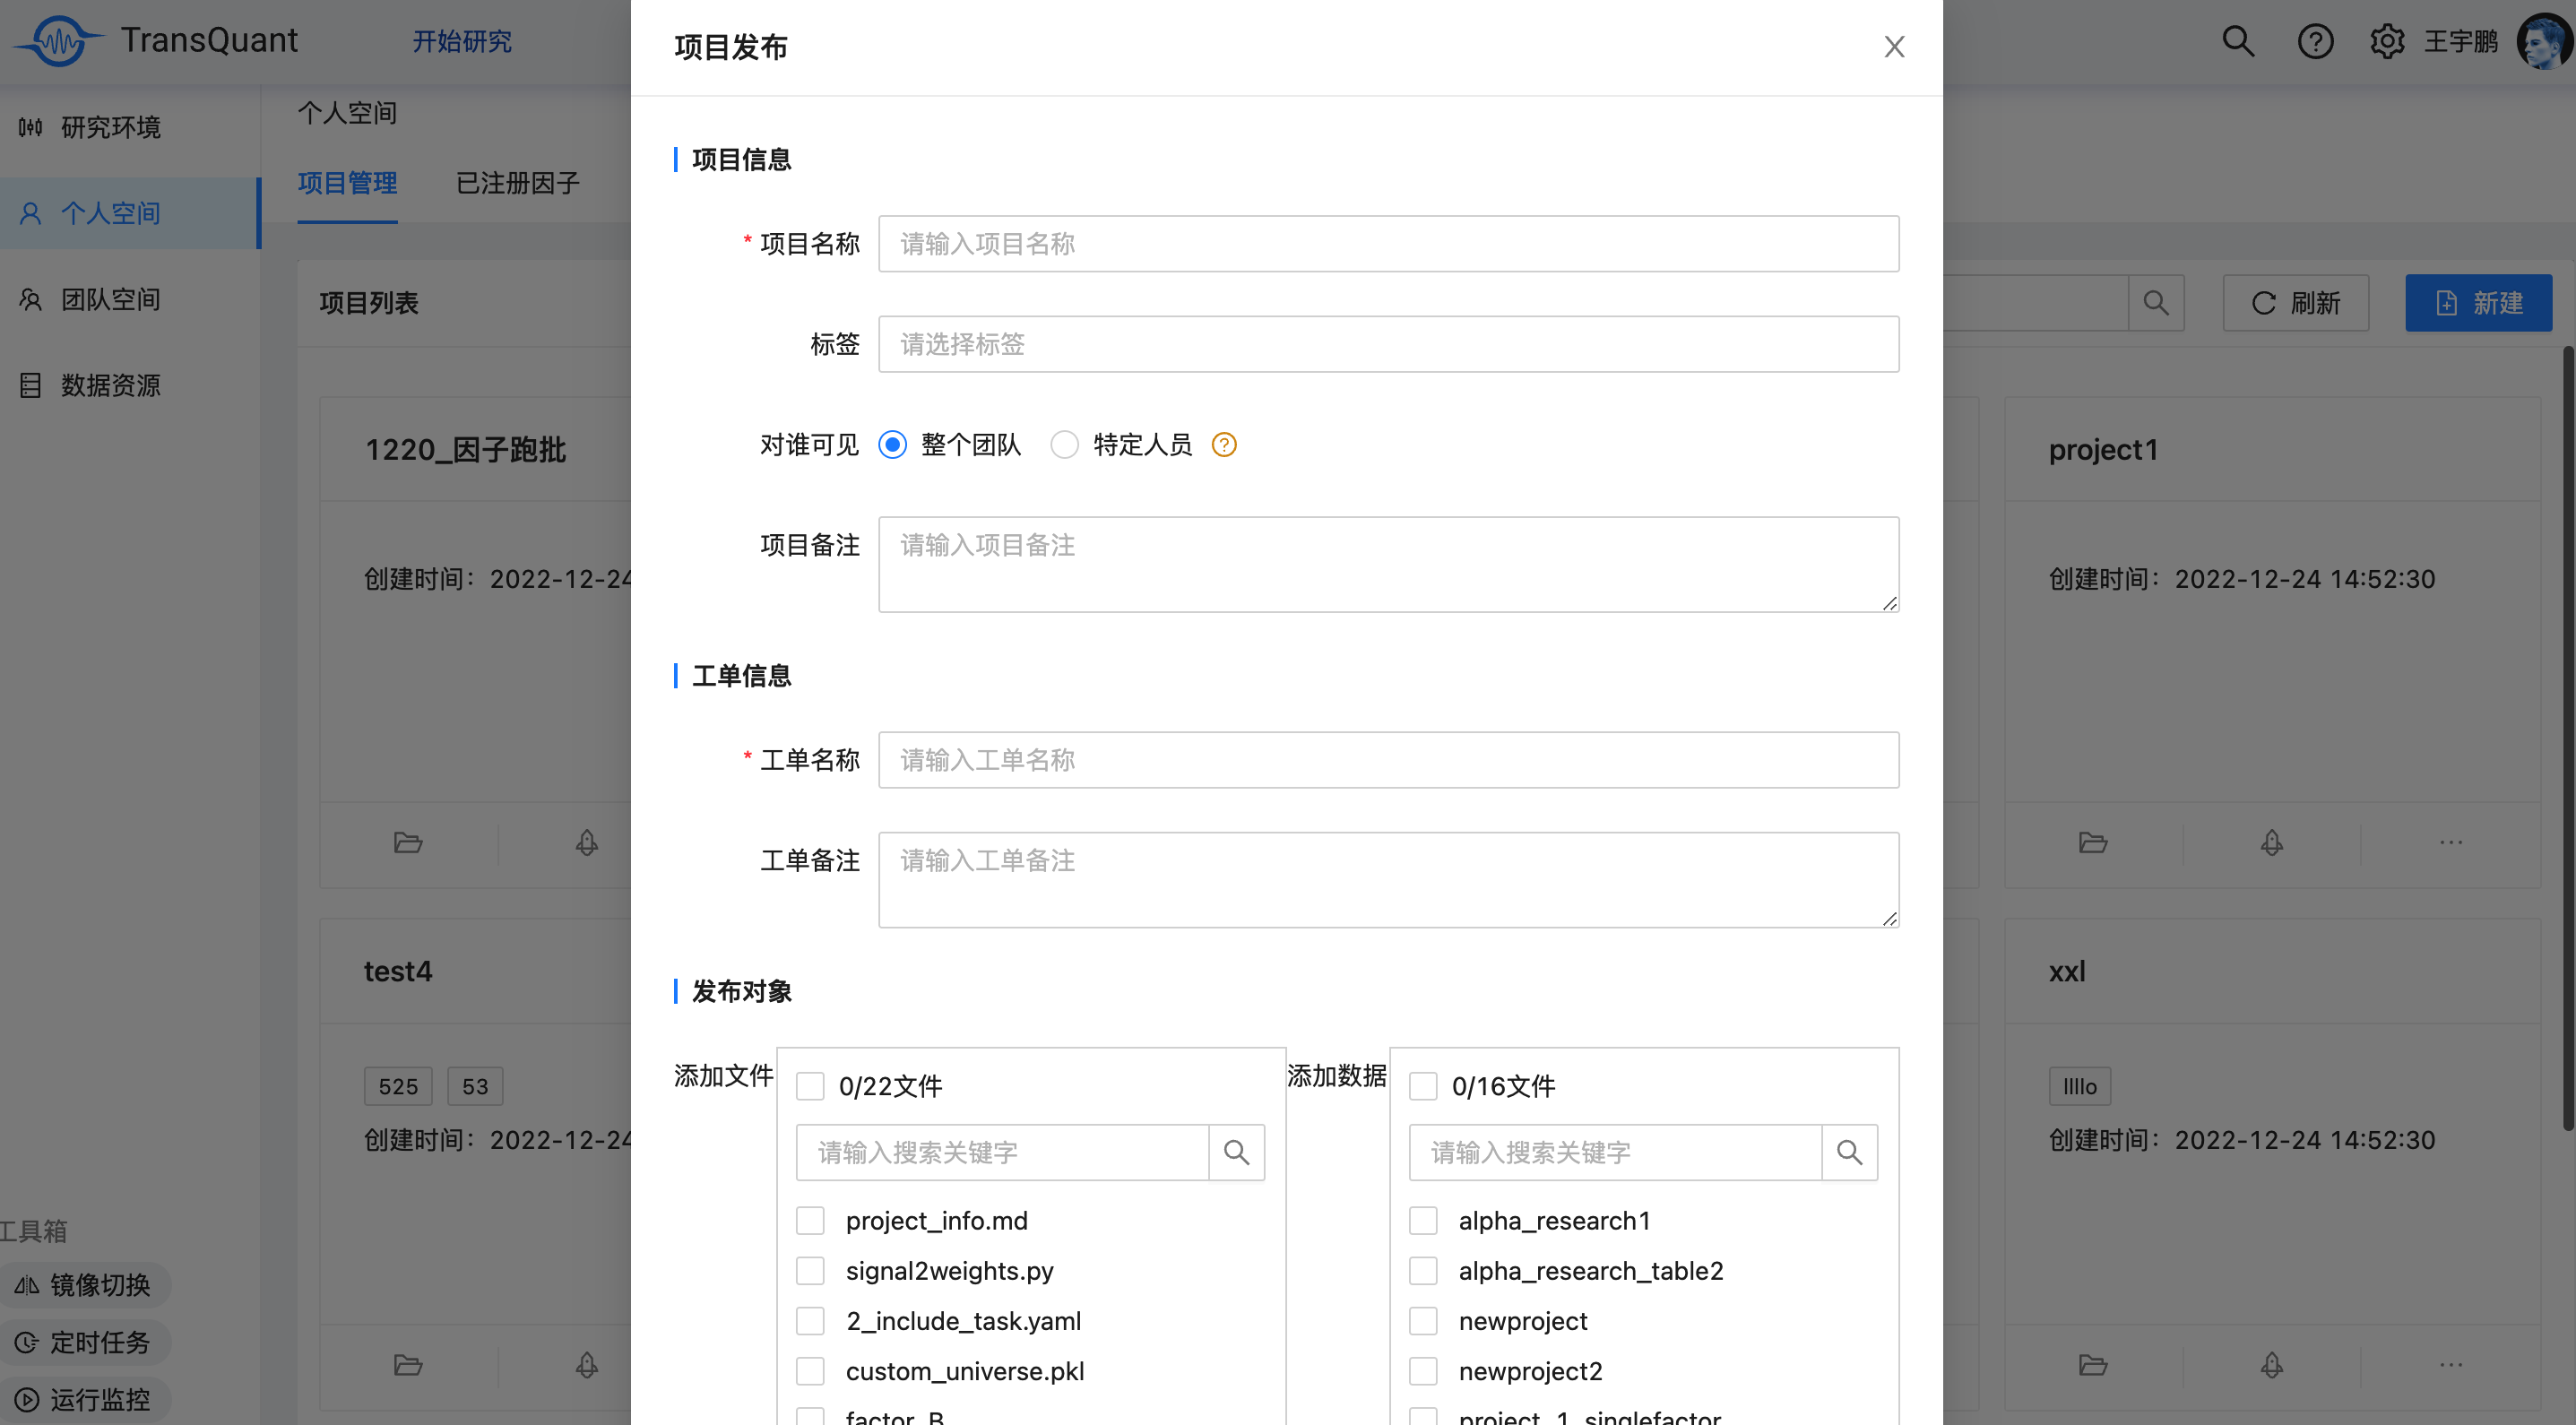 TransQuant
开始研究
王宇鹏
研究环境
个人空间
团队空间
数据资源
工具箱
镜像切换
定时任务
运行监控
个人空间
项目管理 已注册因子
项目列表
刷新 新建
1220_因子跑批
创建时间：2022-12-24
test4
525 53
创建时间：2022-12-24
project1
创建时间：2022-12-24 14:52:30
xxl
llllo
创建时间：2022-12-24 14:52:30
项目发布
项目信息
* 项目名称 请输入项目名称
标签 请选择标签
对谁可见 整个团队 特定人员
项目备注 请输入项目备注
工单信息
* 工单名称 请输入工单名称
工单备注 请输入工单备注
发布对象
添加文件 0/22文件
请输入搜索关键字
project_info.md
signal2weights.py
2_include_task.yaml
custom_universe.pkl
factor_B
添加数据 0/16文件
请输入搜索关键字
alpha_research1
alpha_research_table2
newproject
newproject2
project_1_singlefactor